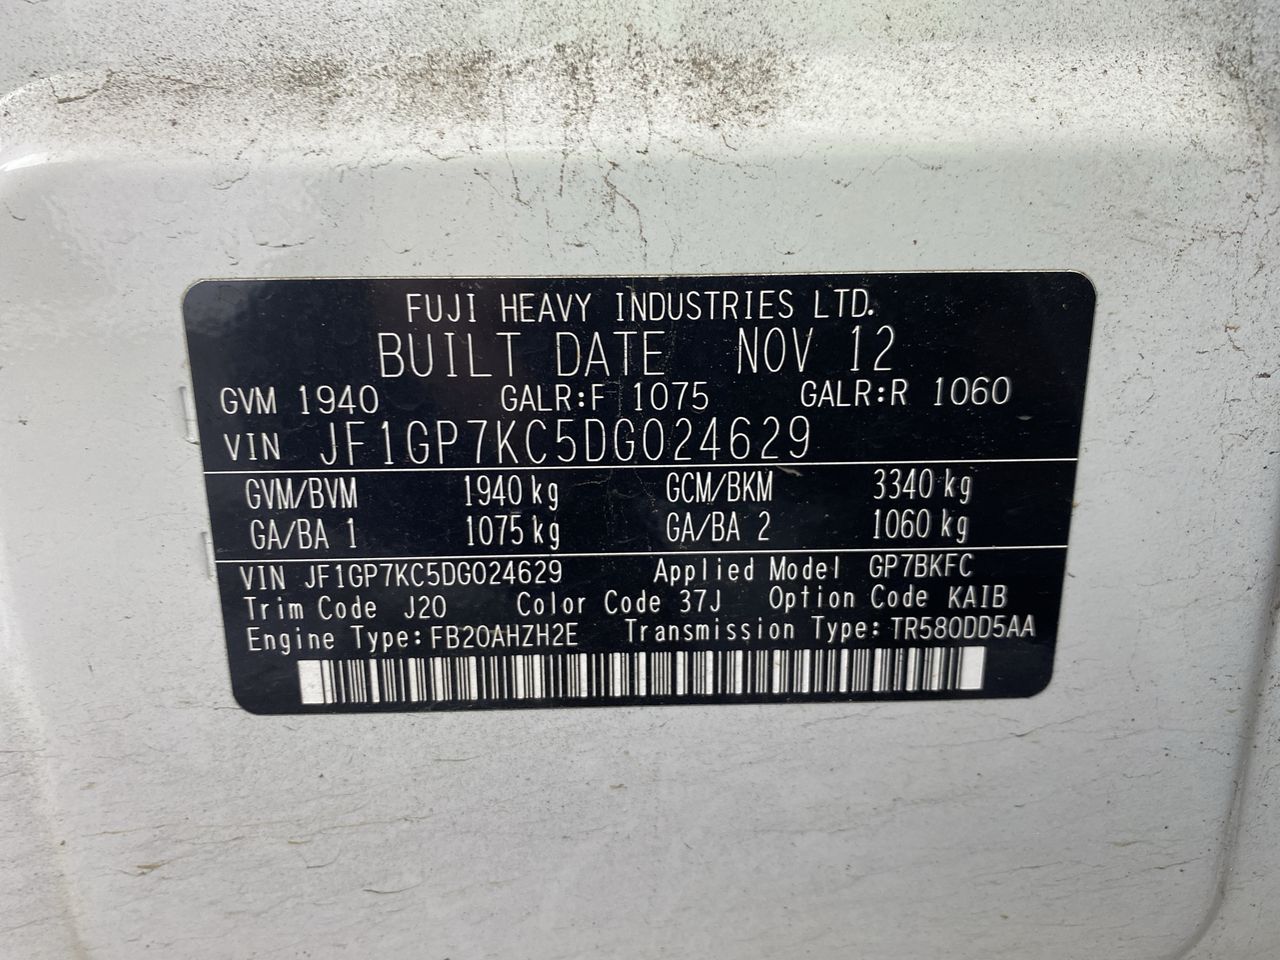 FUJI HEAVY INDUSTRIES LTD.
BUILT DATE NOV 12
GVM 1940 GALR:F 1075 GALR:R 1060
VIN JF1GP7KC5DG024629
GVM/BVM 1940 kg GCM/BKM 3340 kg
GA/BA 1 1075 kg GA/BA 2 1060 kg
VIN JF1GP7KC5DG024629 Applied Model GP7BKFC
Trim Code J20 Color Code 37J Option Code KAIB
Engine Type: FB20AHZH2E Transmission Type: TR580DD5AA